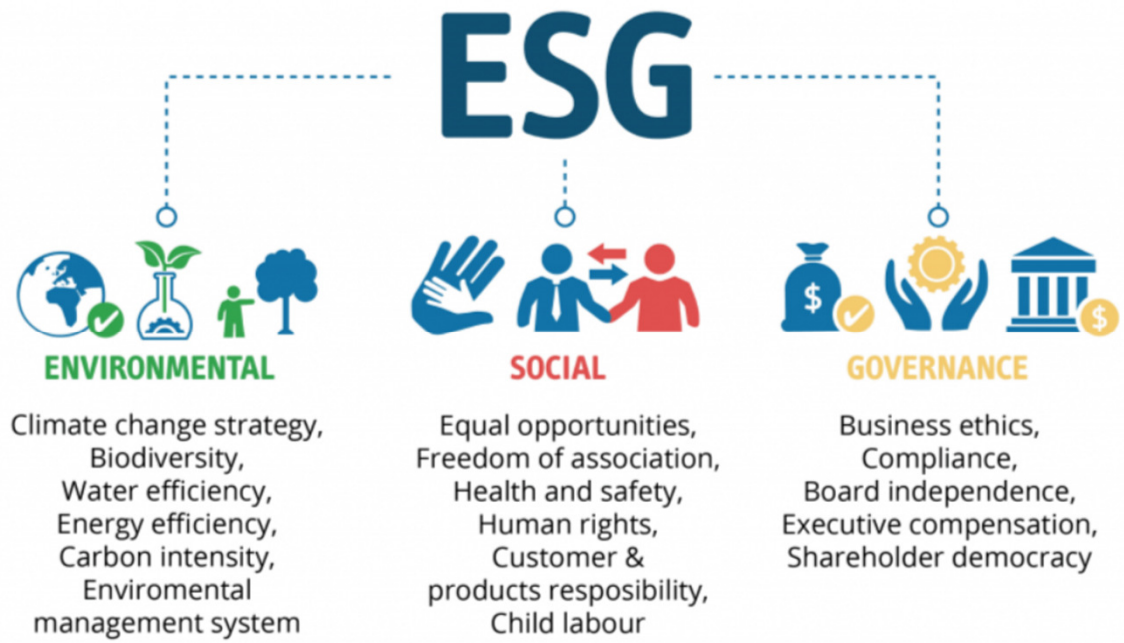 ESG
ENVIRONMENTAL
Climate change strategy,
Biodiversity,
Water efficiency,
Energy efficiency,
Carbon intensity,
Enviromental
management system
SOCIAL
Equal opportunities,
Freedom of association,
Health and safety,
Human rights,
Customer &
products resposibility,
Child labour
$
$
GOVERNANCE
Business ethics,
Compliance,
Board independence,
Executive compensation,
Shareholder democracy